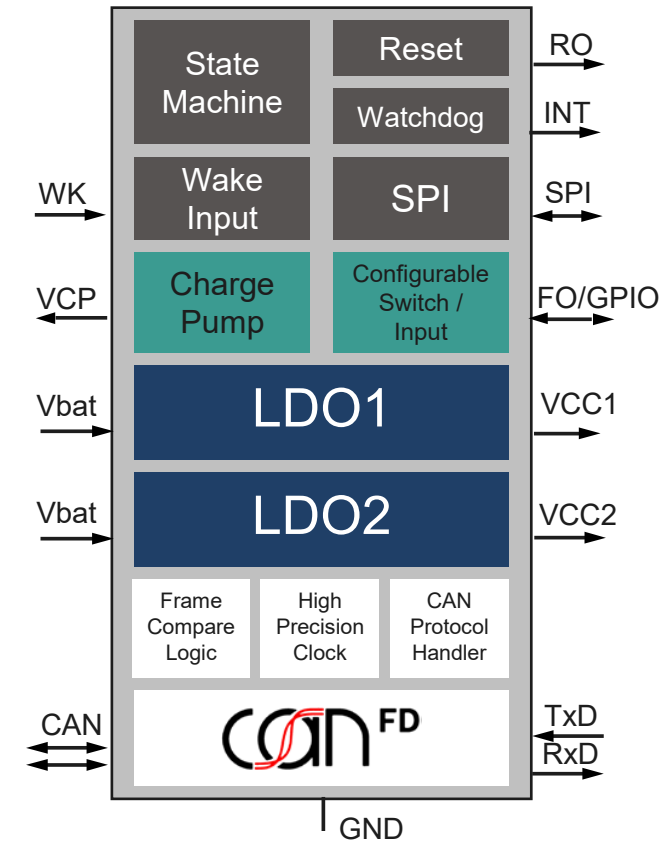 State
Machine
Reset
RO
Watchdog
INT
WK
Wake
Input
SPI
SPI
VCP
Charge
Pump
Configurable
Switch /
Input
FO/GPIO
Vbat
LDO1
VCC1
Vbat
LDO2
VCC2
Frame
Compare
Logic
High
Precision
Clock
CAN
Protocol
Handler
CAN
CAN FD
TxD
RxD
GND